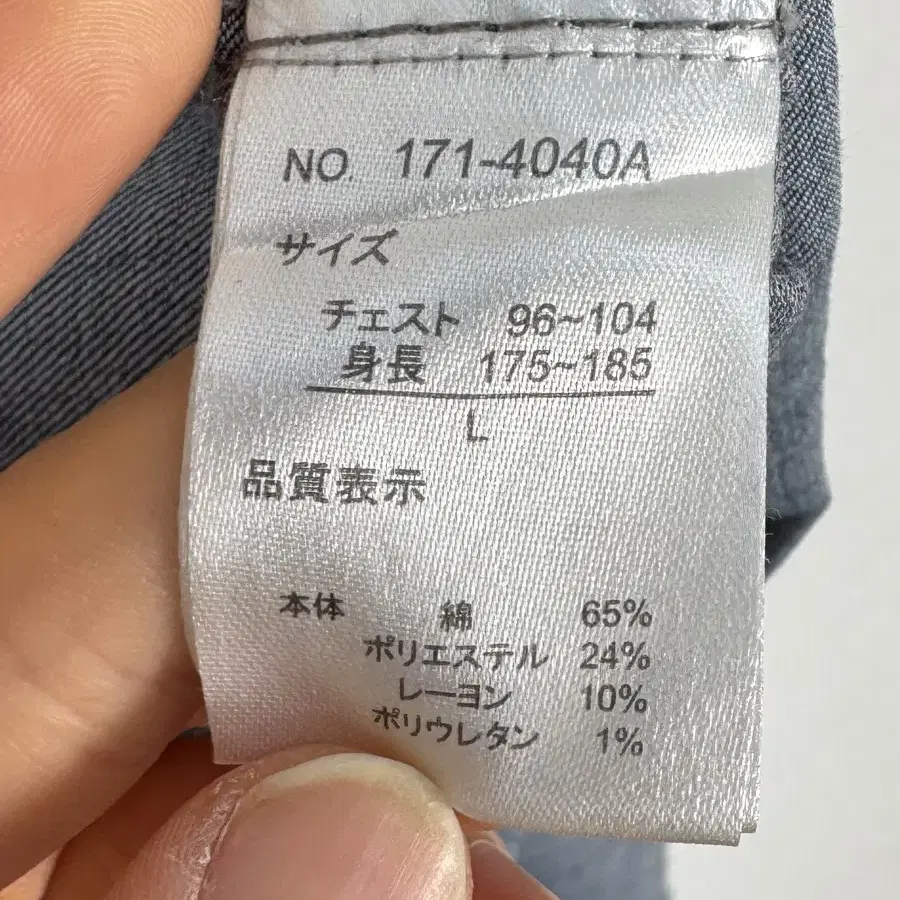 NO. 171-4040A
サイズ
チェスト 96~104
身長 175~185
L
品質表示
本体 綿 65%
ポリエステル 24%
レーヨン 10%
ポリウレタン 1%